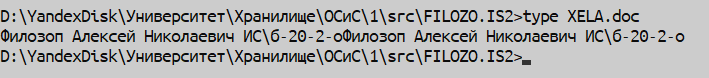 D:\YandexDisk\Университет\Хранилище\ОСиС\1\src\FILOZO.IS2>type XELA.doc
Филозоп Алексей Николаевич ИС\б-20-2-оФилозоп Алексей Николаевич ИС\б-20-2-о
D:\YandexDisk\Университет\Хранилище\ОСиС\1\src\FILOZO.IS2>